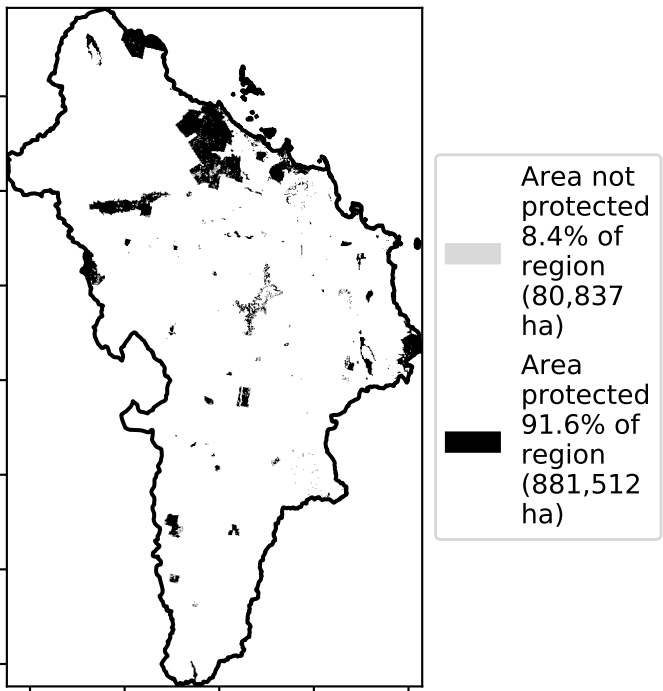 Area not
protected
8.4% of
region
(80,837
ha)
Area
protected
91.6% of
region
(881,512
ha)